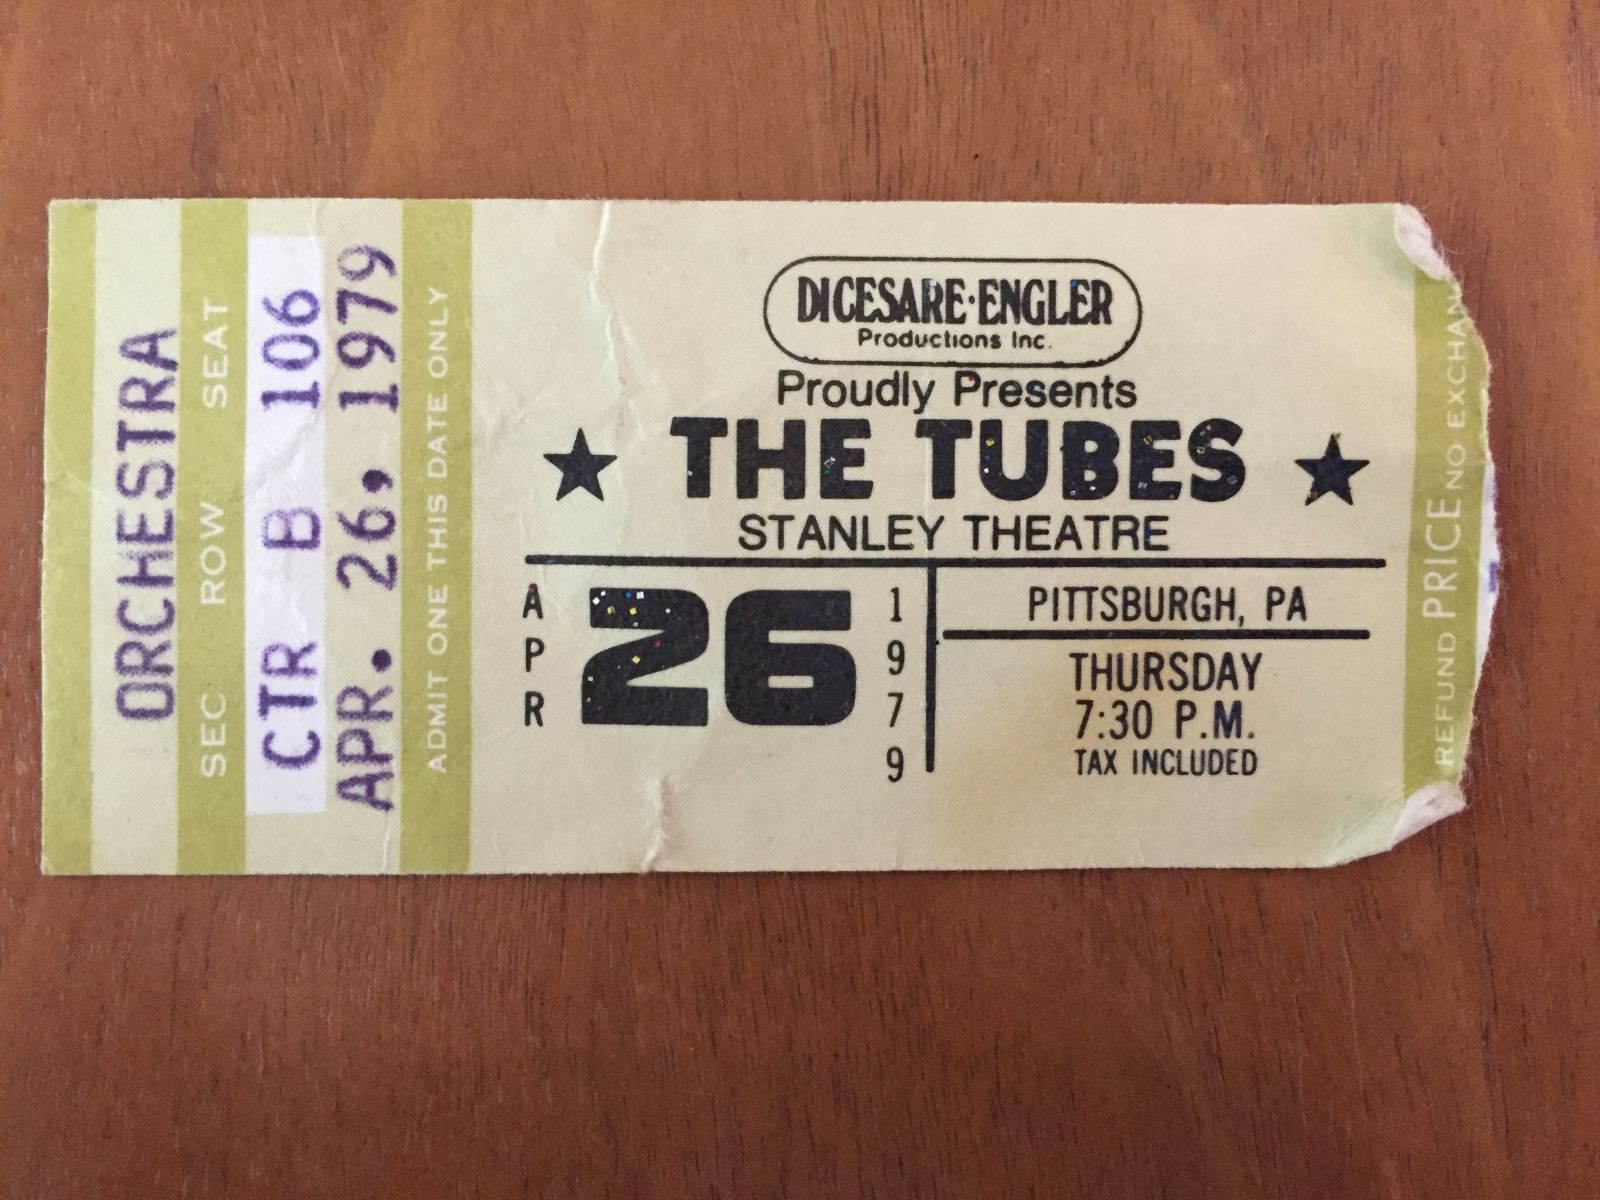 ORCHESTRA
SEC ROW SEAT
CTR B 106
APR. 26, 1979
ADMIT ONE THIS DATE ONLY
DICESARE·ENGLER
Productions Inc.
Proudly Presents
★ THE TUBES ★
STANLEY THEATRE
APR
26
1979
PITTSBURGH, PA
THURSDAY
7:30 P.M.
TAX INCLUDED
REFUND PRICE NO EXCHAN